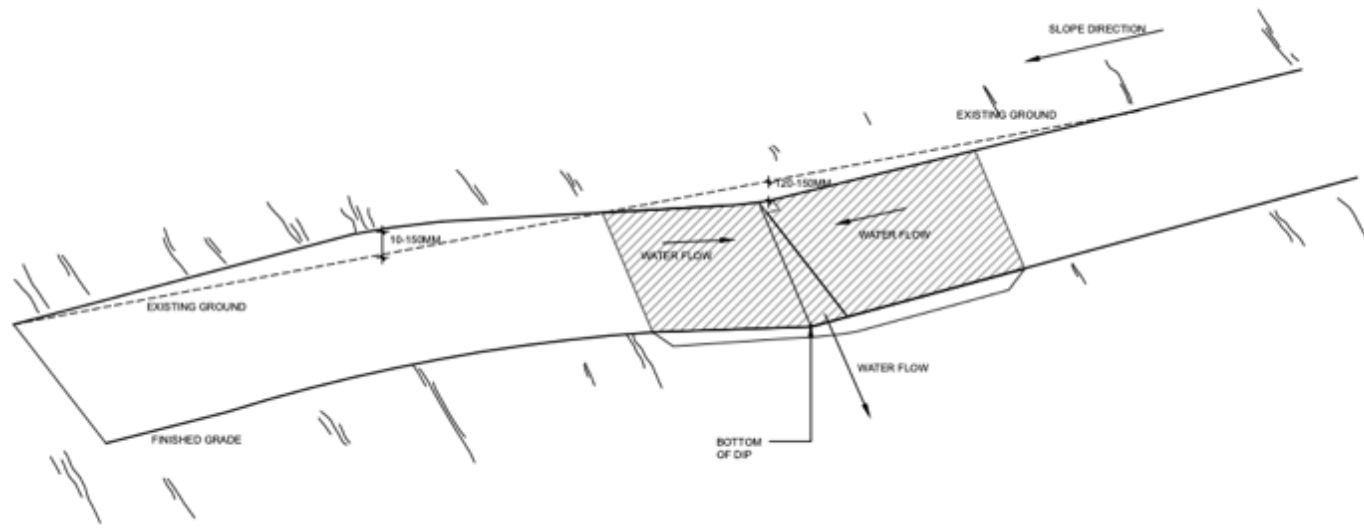 SLOPE DIRECTION
EXISTING GROUND
120-150MM
10-150MM
WATER FLOW
WATER FLOW
EXISTING GROUND
WATER FLOW
FINISHED GRADE
BOTTOM
OF DIP